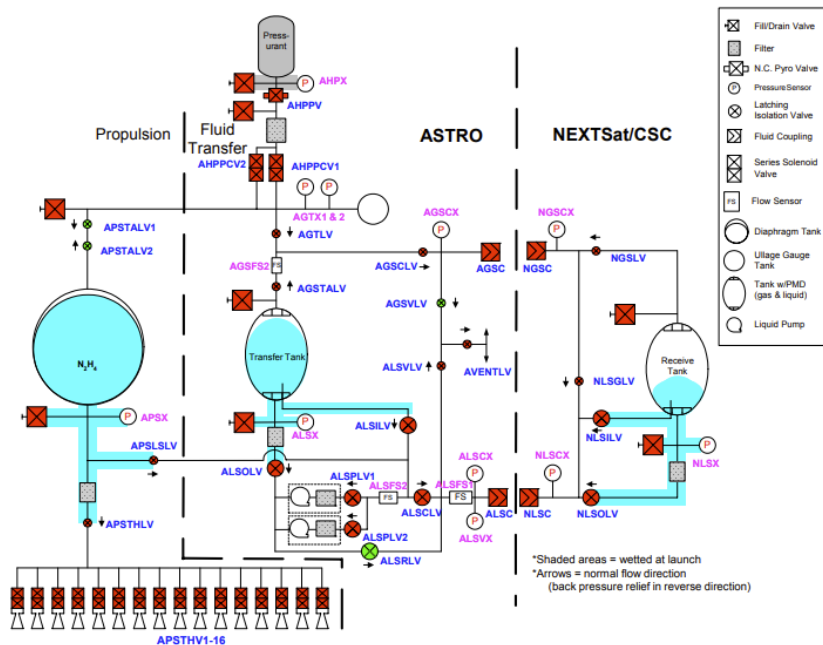 Press-
urant
P
AHPX
AHPPV
Propulsion
Fluid
Transfer
ASTRO
NEXTSat/CSC
AHPPCV2
AHPPCV1
P
P
AGTX1 & 2
APSTALV1
APSTALV2
AGTLV
AGSFS2
FS
AGSTALV
AGSCX
P
AGSCLV
AGSC
AGSVLV
ALSVLV
AVENTLV
NGSCX
P
NGSC
NGSLV
NLSGLV
Receive
Tank
NLSILV
P
NLSX
NLSCX
P
NLSC
NLSOLV
N2H4
Transfer Tank
P
APSX
APSLSLV
APSTHLV
P
ALSX
ALSILV
ALSOLV
ALSPLV1
ALSFS2
FS
ALSPLV2
ALSCLV
ALSFS1
FS
ALSCX
P
ALSC
P
ALSVX
ALSRLV
APSTHV1-16
*Shaded areas = wetted at launch
*Arrows = normal flow direction
(back pressure relief in reverse direction)
Fill/Drain Valve
Filter
N.C. Pyro Valve
P
Pressure Sensor
Latching
Isolation Valve
Fluid Coupling
Series Solenoid
Valve
FS
Flow Sensor
Diaphragm Tank
Ullage Gauge
Tank
Tank w/PMD
(gas & liquid)
Liquid Pump